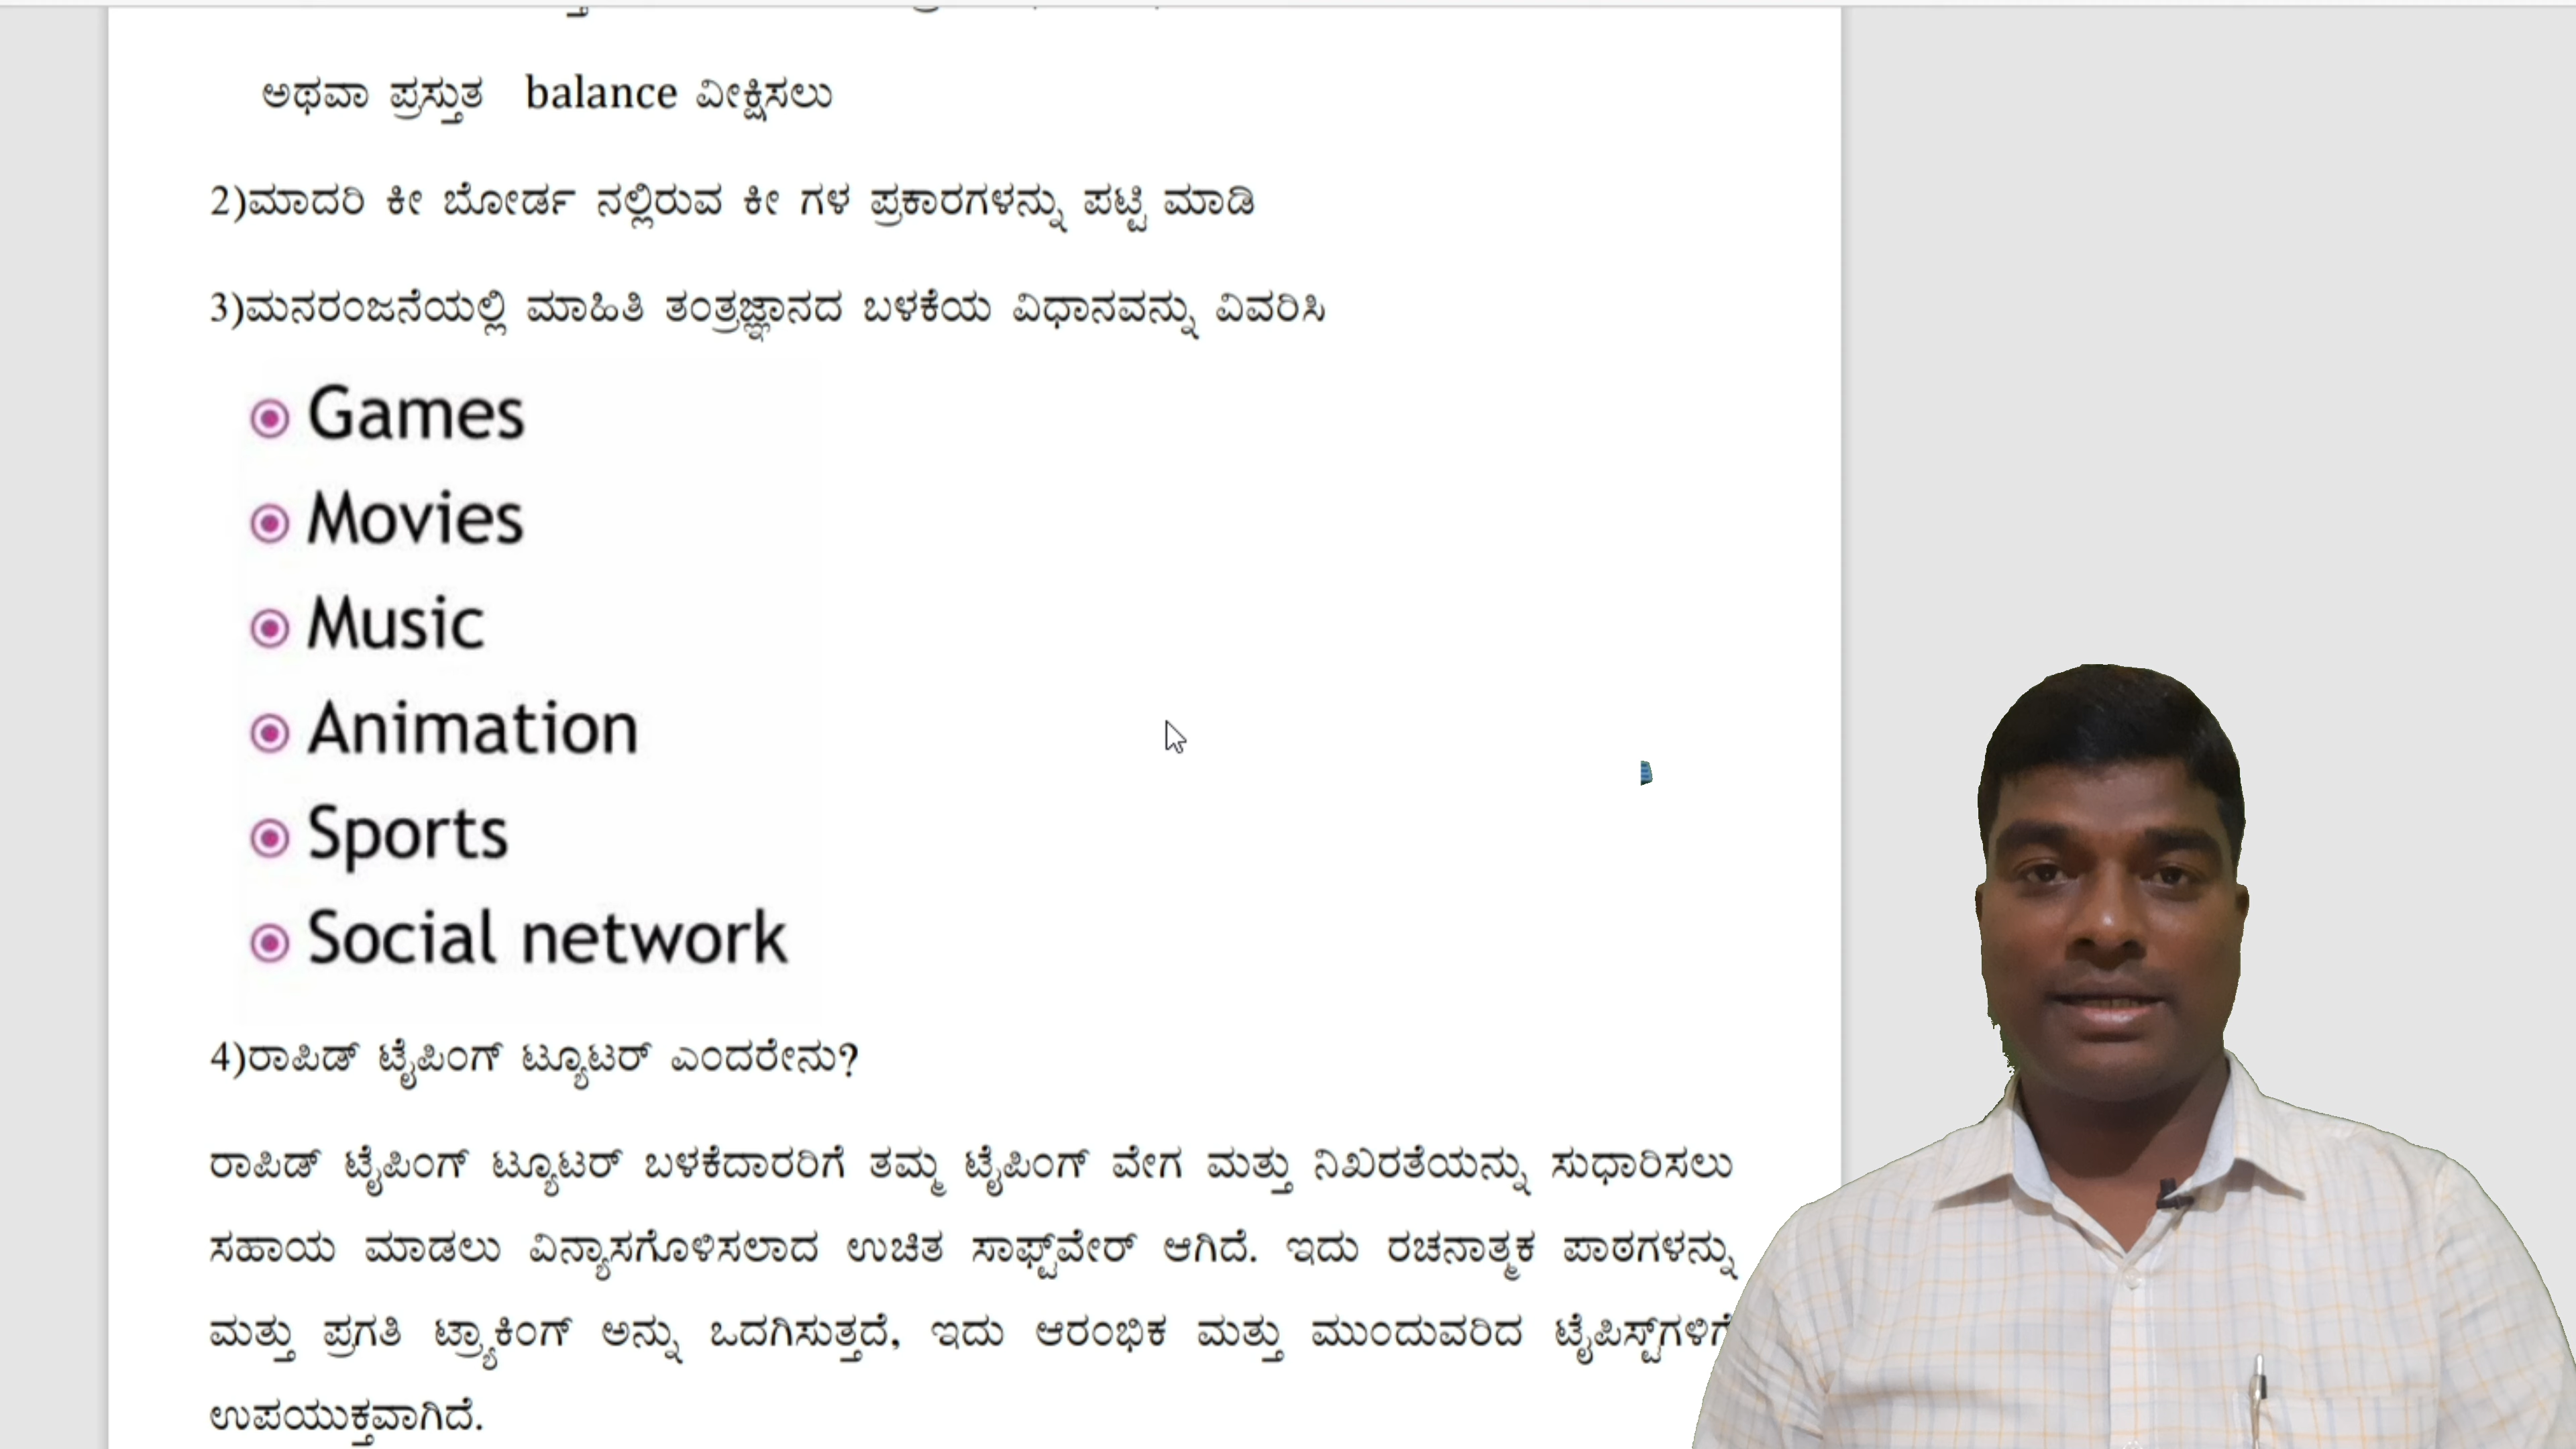 ಅಥವಾ ಪ್ರಸ್ತುತ balance ವೀಕ್ಷಿಸಲು
2)ಮಾದರಿ ಕೀ ಬೋರ್ಡ ನಲ್ಲಿರುವ ಕೀ ಗಳ ಪ್ರಕಾರಗಳನ್ನು ಪಟ್ಟಿ ಮಾಡಿ
3)ಮನರಂಜನೆಯಲ್ಲಿ ಮಾಹಿತಿ ತಂತ್ರಜ್ಞಾನದ ಬಳಕೆಯ ವಿಧಾನವನ್ನು ವಿವರಿಸಿ
Games
Movies
Music
Animation
Sports
Social network
4)ರಾಪಿಡ್ ಟೈಪಿಂಗ್ ಟ್ಯೂಟರ್ ಎಂದರೇನು?
ರಾಪಿಡ್ ಟೈಪಿಂಗ್ ಟ್ಯೂಟರ್ ಬಳಕೆದಾರರಿಗೆ ತಮ್ಮ ಟೈಪಿಂಗ್ ವೇಗ ಮತ್ತು ನಿಖರತೆಯನ್ನು ಸುಧಾರಿಸಲು
ಸಹಾಯ ಮಾಡಲು ವಿನ್ಯಾಸಗೊಳಿಸಲಾದ ಉಚಿತ ಸಾಫ್ಟ್‌ವೇರ್ ಆಗಿದೆ. ಇದು ರಚನಾತ್ಮಕ ಪಾಠಗಳನ್ನು
ಮತ್ತು ಪ್ರಗತಿ ಟ್ರ್ಯಾಕಿಂಗ್ ಅನ್ನು ಒದಗಿಸುತ್ತದೆ, ಇದು ಆರಂಭಿಕ ಮತ್ತು ಮುಂದುವರಿದ ಟೈಪಿಸ್ಟ್‌ಗಳಿಗೆ
ಉಪಯುಕ್ತವಾಗಿದೆ.